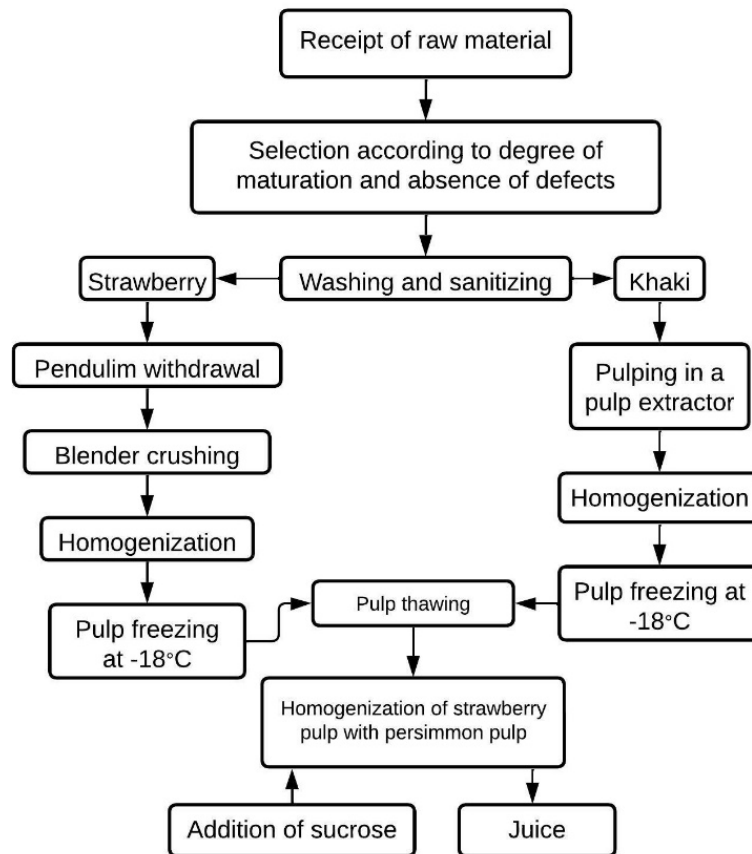 Receipt of raw material
Selection according to degree of
maturation and absence of defects
Strawberry
Washing and sanitizing
Khaki
Pendulim withdrawal
Pulping in a
pulp extractor
Blender crushing
Homogenization
Homogenization
Pulp freezing
at -18°C
Pulp thawing
Pulp freezing at
-18°C
Homogenization of strawberry
pulp with persimmon pulp
Addition of sucrose
Juice